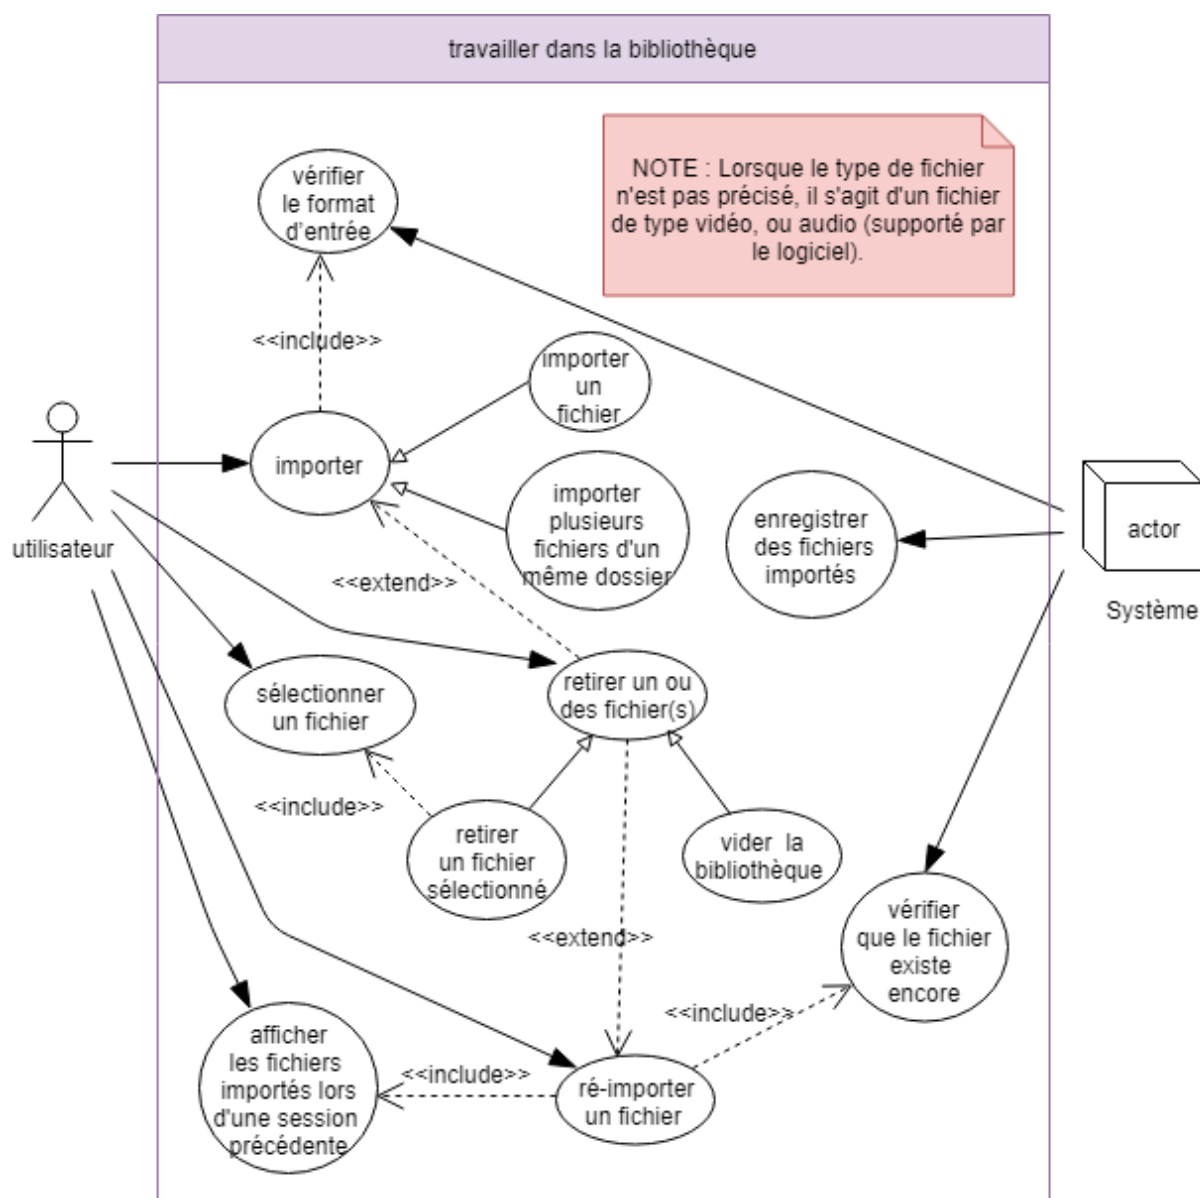 travailler dans la bibliothèque
NOTE : Lorsque le type de fichier
n'est pas précisé, il s'agit d'un fichier
de type vidéo, ou audio (supporté par
le logiciel).
vérifier
le format
d'entrée
<<include>>
importer
un
fichier
importer
importer
plusieurs
fichiers d'un
même dossier
enregistrer
des fichiers
importés
actor
Système
utilisateur
<<extend>>
sélectionner
un fichier
retirer un ou
des fichier(s)
<<include>>
retirer
un fichier
sélectionné
vider la
bibliothèque
<<extend>>
vérifier
que le fichier
existe
encore
<<include>>
afficher
les fichiers
importés lors
d'une session
précédente
<<include>>
ré-importer
un fichier